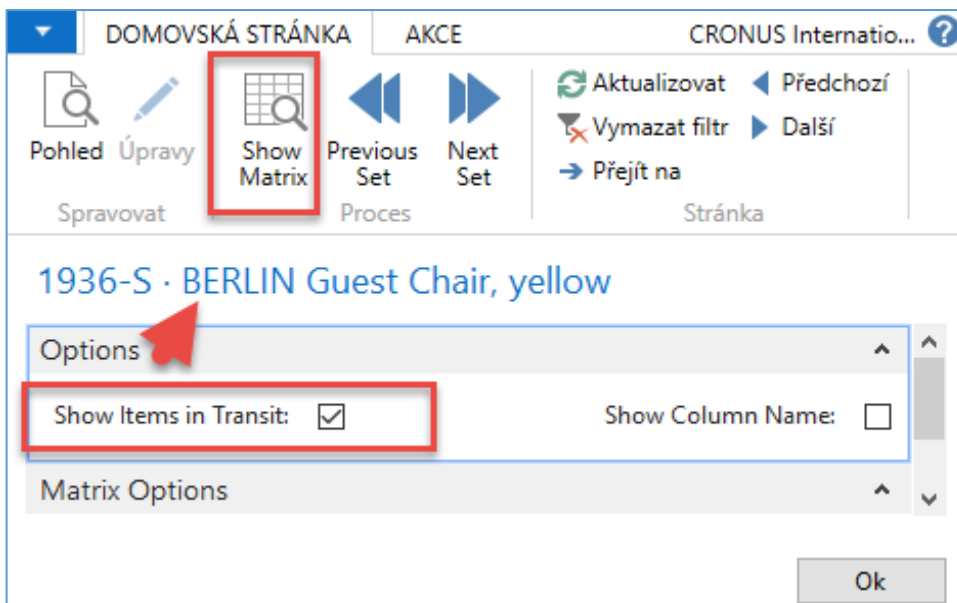 DOMOVSKÁ STRÁNKA AKCE CRONUS Internatio... ?
Pohled Úpravy
Show Matrix
Previous Set
Next Set
Aktualizovat Předchozí
Vymazat filtr Další
Přejít na
Spravovat Proces Stránka
1936-S · BERLIN Guest Chair, yellow
Options
Show Items in Transit: Show Column Name:
Matrix Options
Ok